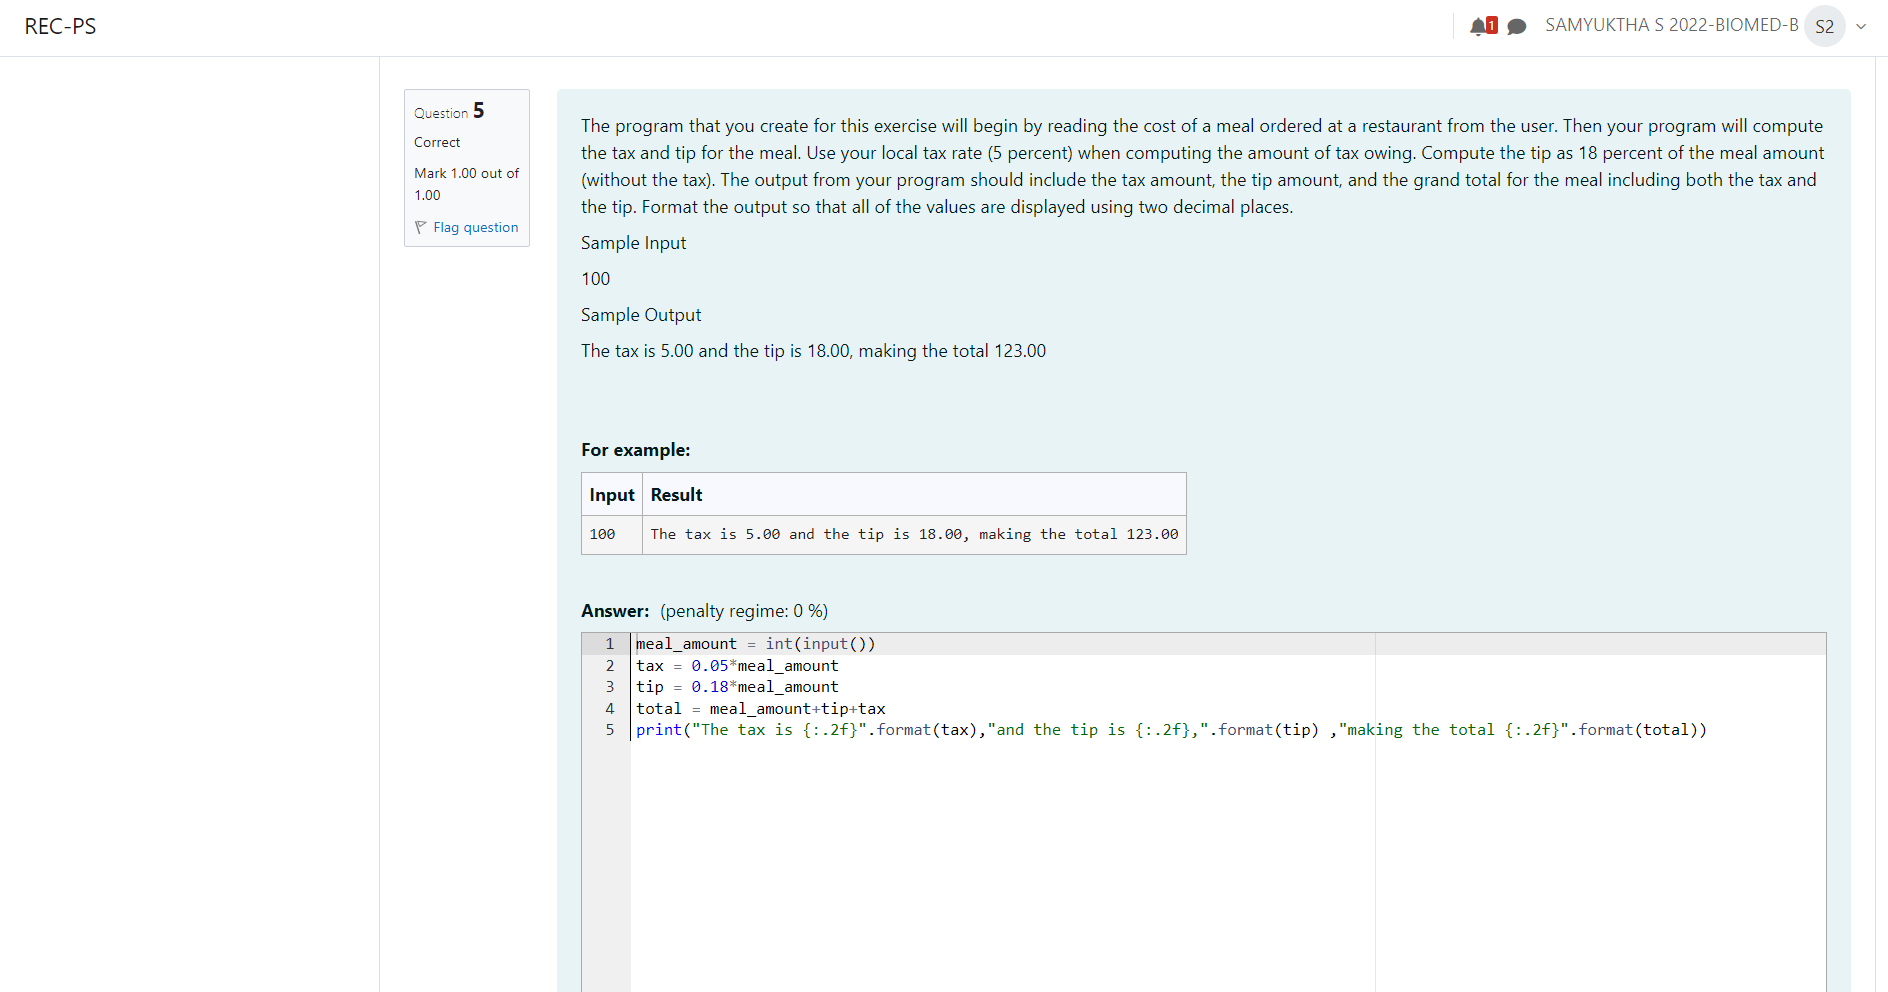 REC-PS
1
SAMYUKTHA S 2022-BIOMED-B
S2
Question 5
Correct
Mark 1.00 out of
1.00
Flag question
The program that you create for this exercise will begin by reading the cost of a meal ordered at a restaurant from the user. Then your program will compute
the tax and tip for the meal. Use your local tax rate (5 percent) when computing the amount of tax owing. Compute the tip as 18 percent of the meal amount
(without the tax). The output from your program should include the tax amount, the tip amount, and the grand total for the meal including both the tax and
the tip. Format the output so that all of the values are displayed using two decimal places.
Sample Input
100
Sample Output
The tax is 5.00 and the tip is 18.00, making the total 123.00
For example:
Input Result
100 The tax is 5.00 and the tip is 18.00, making the total 123.00
Answer: (penalty regime: 0 %)
1 meal_amount = int(input())
2 tax = 0.05*meal_amount
3 tip = 0.18*meal_amount
4 total = meal_amount+tip+tax
5 print("The tax is {:.2f}".format(tax),"and the tip is {:.2f},".format(tip) ,"making the total {:.2f}".format(total))